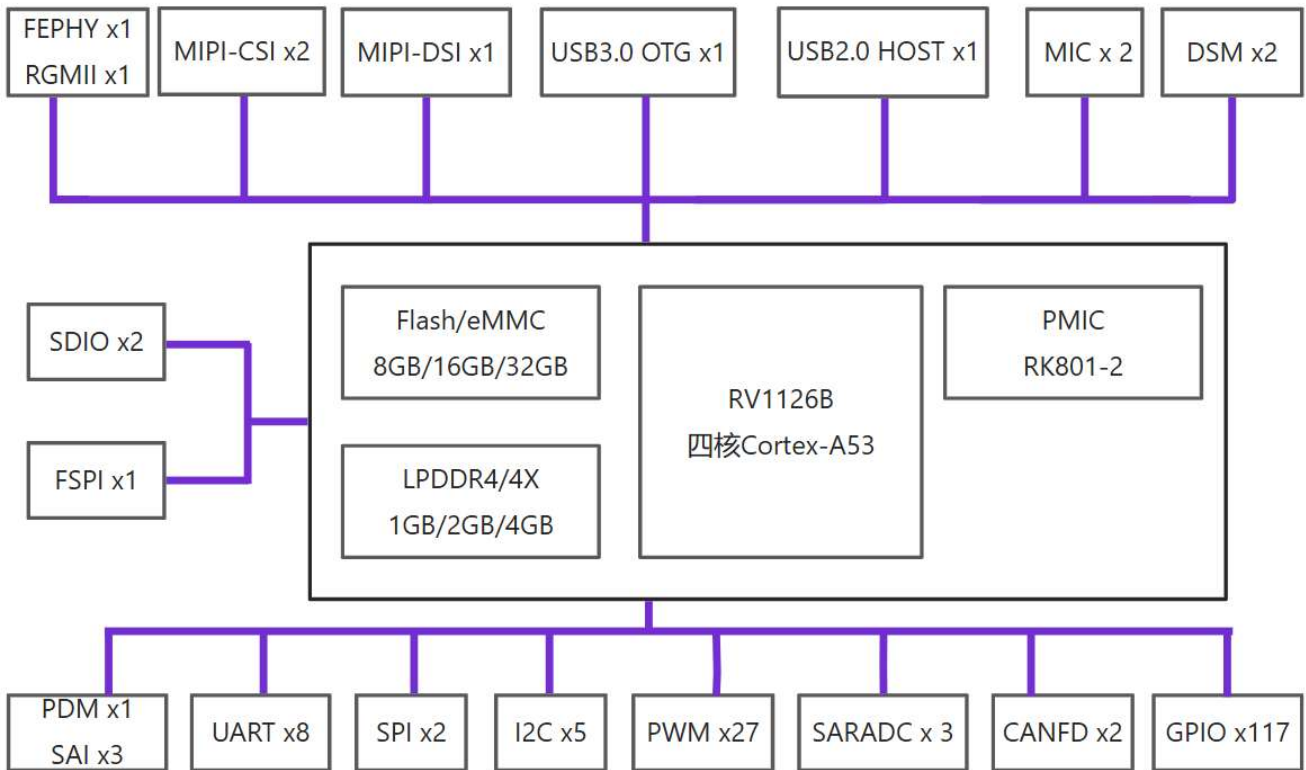 FEPHY x1
RGMII x1
MIPI-CSI x2
MIPI-DSI x1
USB3.0 OTG x1
USB2.0 HOST x1
MIC x 2
DSM x2
SDIO x2
FSPI x1
Flash/eMMC
8GB/16GB/32GB
LPDDR4/4X
1GB/2GB/4GB
RV1126B
四核Cortex-A53
PMIC
RK801-2
PDM x1
SAI x3
UART x8
SPI x2
I2C x5
PWM x27
SARADC x 3
CANFD x2
GPIO x117